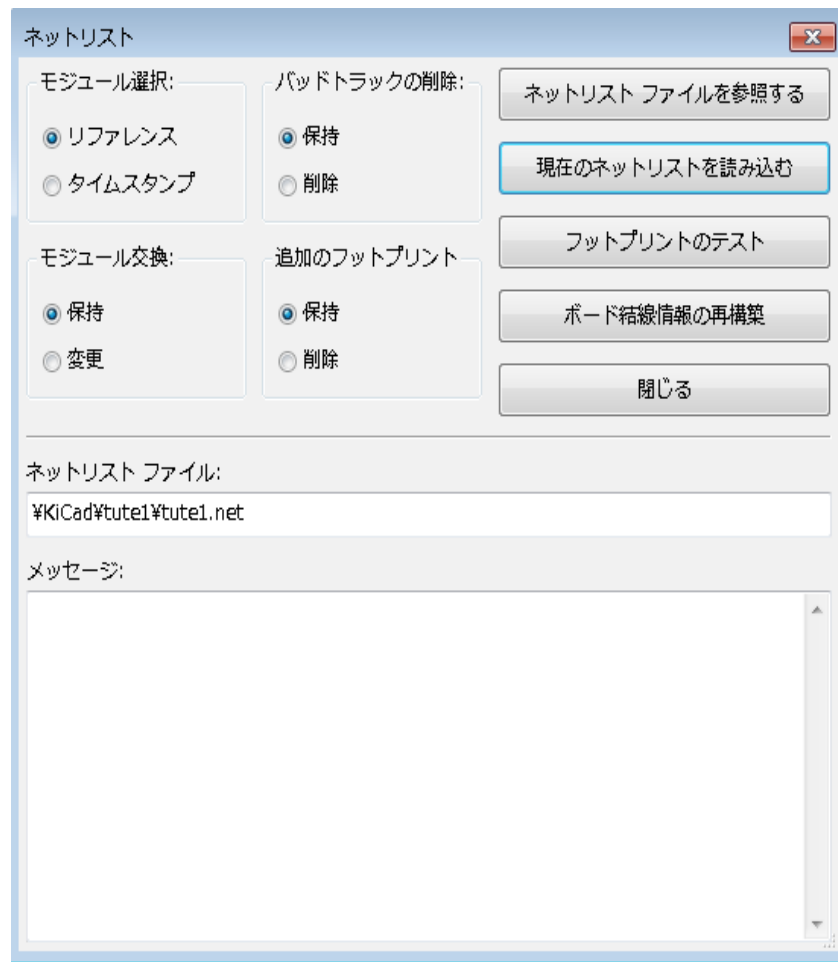 ネットリスト
モジュール選択:
リファレンス
タイムスタンプ
バッドトラックの削除:
保持
削除
モジュール交換:
保持
変更
追加のフットプリント
保持
削除
ネットリスト ファイルを参照する
現在のネットリストを読み込む
フットプリントのテスト
ボード結線情報の再構築
閉じる
ネットリスト ファイル:
¥KiCad¥tute1¥tute1.net
メッセージ: